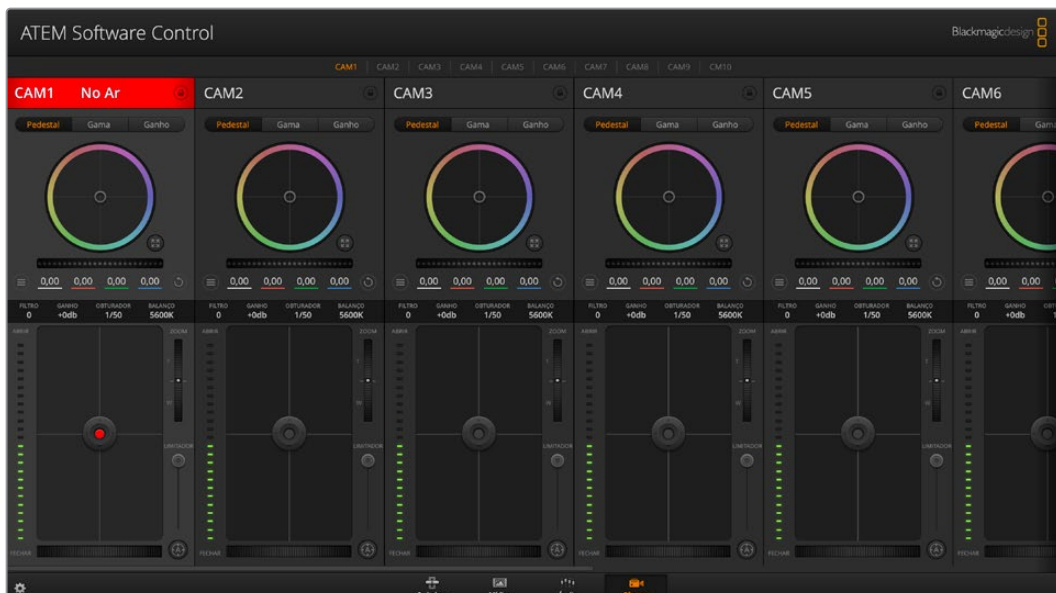 ATEM Software Control
Blackmagicdesign
CAM1 CAM2 CAM3 CAM4 CAM5 CAM6 CAM7 CAM8 CAM9 CM10
CAM1 No Ar CAM2 CAM3 CAM4 CAM5 CAM6
Pedestal Gama Ganho Pedestal Gama Ganho Pedestal Gama Ganho Pedestal Gama Ganho Pedestal Gama Ganho Pedestal
0,00 0,00 0,00 0,00 0,00 0,00 0,00 0,00 0,00 0,00 0,00 0,00 0,00 0,00 0,00 0,00 0,00 0,00 0,00 0,00 0,00 0,00 0,00
FILTRO GANHO OBTURADOR BALANÇO FILTRO GANHO OBTURADOR BALANÇO FILTRO GANHO OBTURADOR BALANÇO FILTRO GANHO OBTURADOR BALANÇO FILTRO GANHO OBTURADOR BALANÇO FILTRO GANHO
0 +0db 1/50 5600K 0 +0db 1/50 5600K 0 +0db 1/50 5600K 0 +0db 1/50 5600K 0 +0db 1/50 5600K 0 +0db
ABRIR ZOOM ABRIR ZOOM ABRIR ZOOM ABRIR ZOOM ABRIR ZOOM ABRIR
T T T T T
W W W W W
LIMITADOR LIMITADOR LIMITADOR LIMITADOR LIMITADOR
FECHAR FECHAR FECHAR FECHAR FECHAR FECHAR